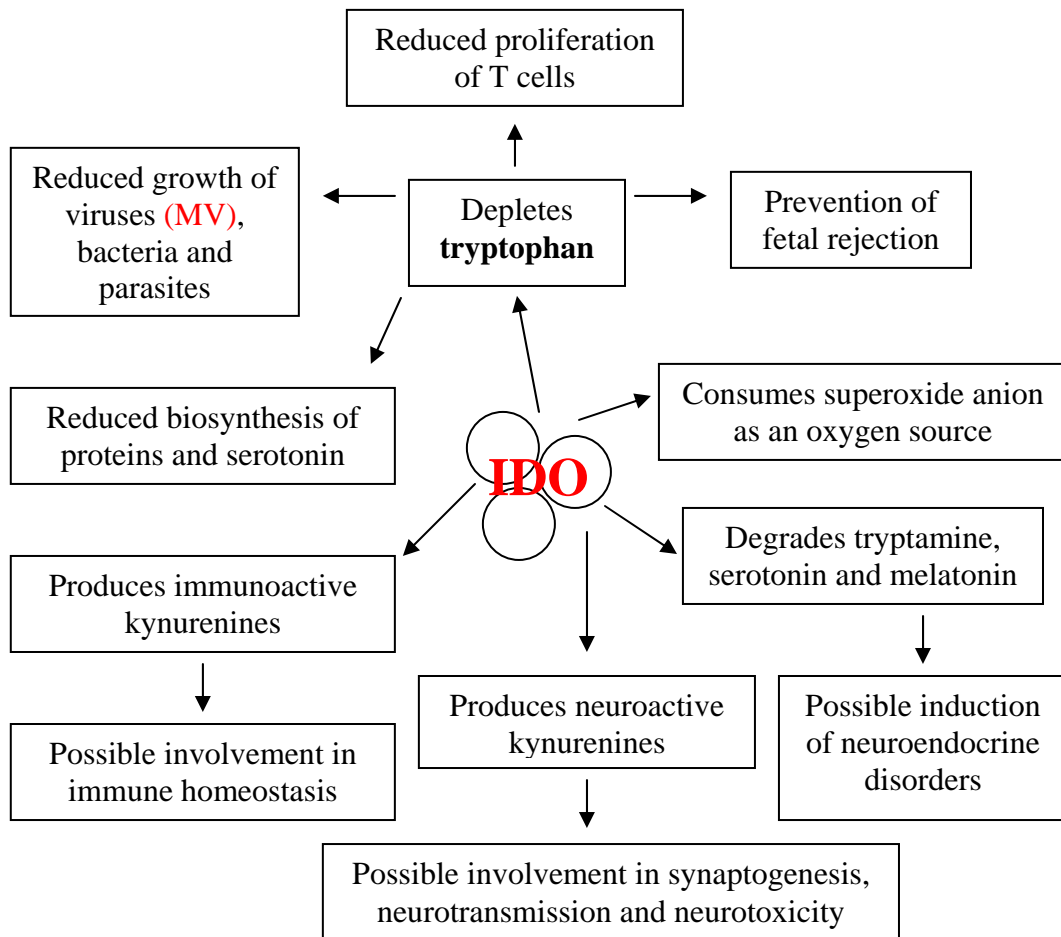 Reduced proliferation
of T cells
Reduced growth of
viruses (MV),
bacteria and
parasites
Depletes
tryptophan
Prevention of
fetal rejection
Reduced biosynthesis of
proteins and serotonin
Consumes superoxide anion
as an oxygen source
IDO
Degrades tryptamine,
serotonin and melatonin
Produces immunoactive
kynurenines
Produces neuroactive
kynurenines
Possible induction
of neuroendocrine
disorders
Possible involvement in
immune homeostasis
Possible involvement in synaptogenesis,
neurotransmission and neurotoxicity